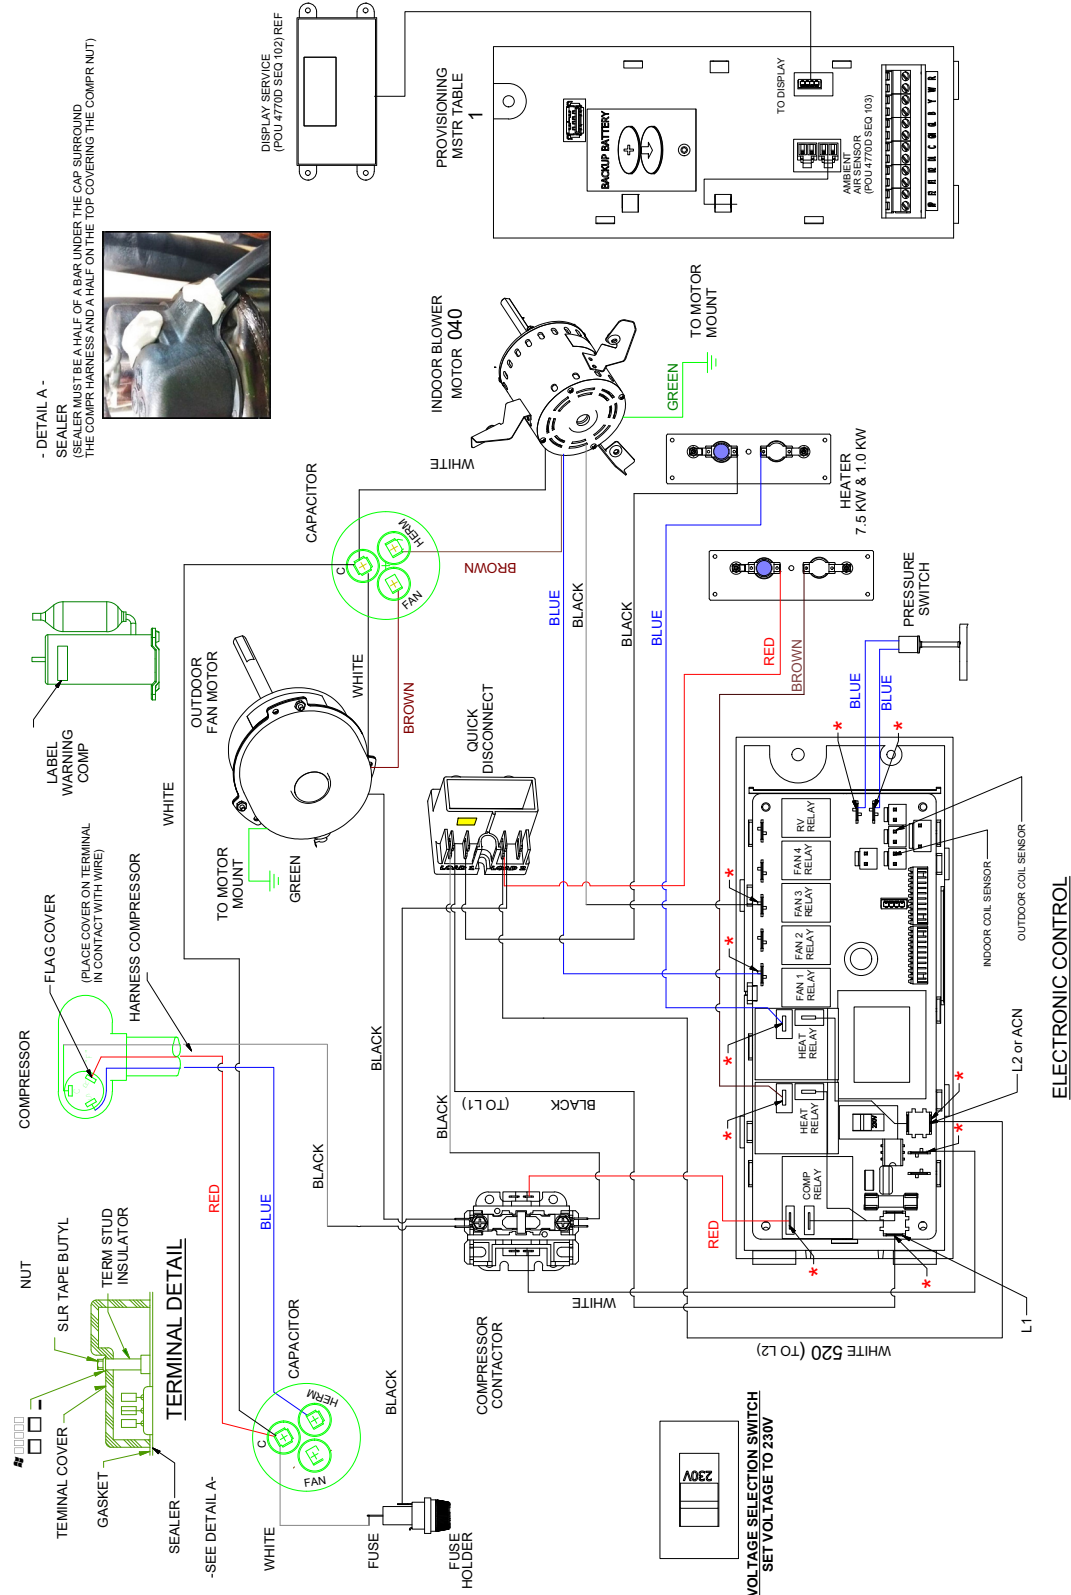 - DETAIL A -
SEALER
(SEALER MUST BE A HALF OF A BAR UNDER THE CAP SURROUND
THE COMPR HARNESS AND A HALF ON THE TOP COVERING THE COMPR NUT)
DISPLAY SERVICE
(POU 4770D SEQ 102) REF
PROVISIONING
MSTR TABLE
1
BACKUP BATTERY
TO DISPLAY
AMBIENT
AIR SENSOR
(POU 4770D SEQ 103)
INDOOR BLOWER
MOTOR 040
TO MOTOR
MOUNT
GREEN
WHITE
CAPACITOR
C
HERM
FAN
BROWN
HEATER
7.5 KW & 1.0 KW
PRESSURE
SWITCH
LABEL
WARNING
COMP
OUTDOOR
FAN MOTOR
WHITE
WHITE
BROWN
TO MOTOR
MOUNT
GREEN
QUICK
DISCONNECT
LOAD 1
LOAD 2
BLUE
BLACK
BLACK
BLUE
RED
BROWN
BLUE
BLUE
COMPRESSOR
FLAG COVER
(PLACE COVER ON TERMINAL
IN CONTACT WITH WIRE)
HARNESS COMPRESSOR
RED
BLUE
BLACK
BLACK
BLACK
(TO L1)
BLACK
NUT
SLR TAPE BUTYL
TERM STUD
INSULATOR
TEMINAL COVER
GASKET
SEALER
TERMINAL DETAIL
-SEE DETAIL A-
CAPACITOR
C
HERM
FAN
WHITE
FUSE
FUSE
HOLDER
BLACK
COMPRESSOR
CONTACTOR
WHITE
RED
WHITE 520 (TO L2)
230V
VOLTAGE SELECTION SWITCH
SET VOLTAGE TO 230V
RV
RELAY
FAN 4
RELAY
FAN 3
RELAY
FAN 2
RELAY
FAN 1
RELAY
HEAT
RELAY
HEAT
RELAY
COMP
RELAY
230V
*
*
*
*
*
*
*
*
*
*
INDOOR COIL SENSOR
OUTDOOR COIL SENSOR
L2 or ACN
L1
ELECTRONIC CONTROL